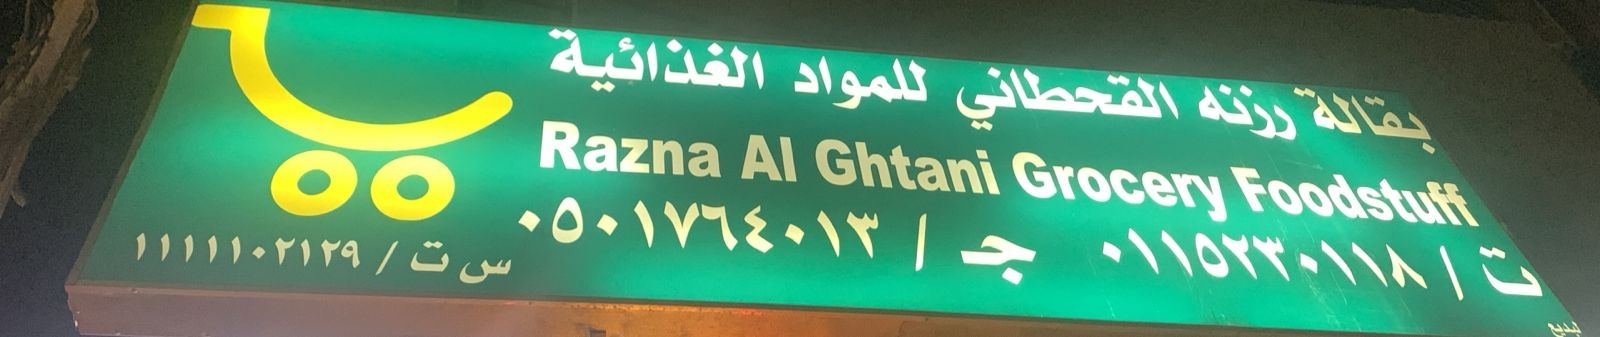 بقالة رزنه القحطاني للمواد الغذائية
Razna Al Ghtani Grocery Foodstuff
ت / ٠١١٥٢٣٠١١٨ ج / ٠٥٠١٧٦٤٠١٣
س ت / ١١١١١٠٢١٢٩